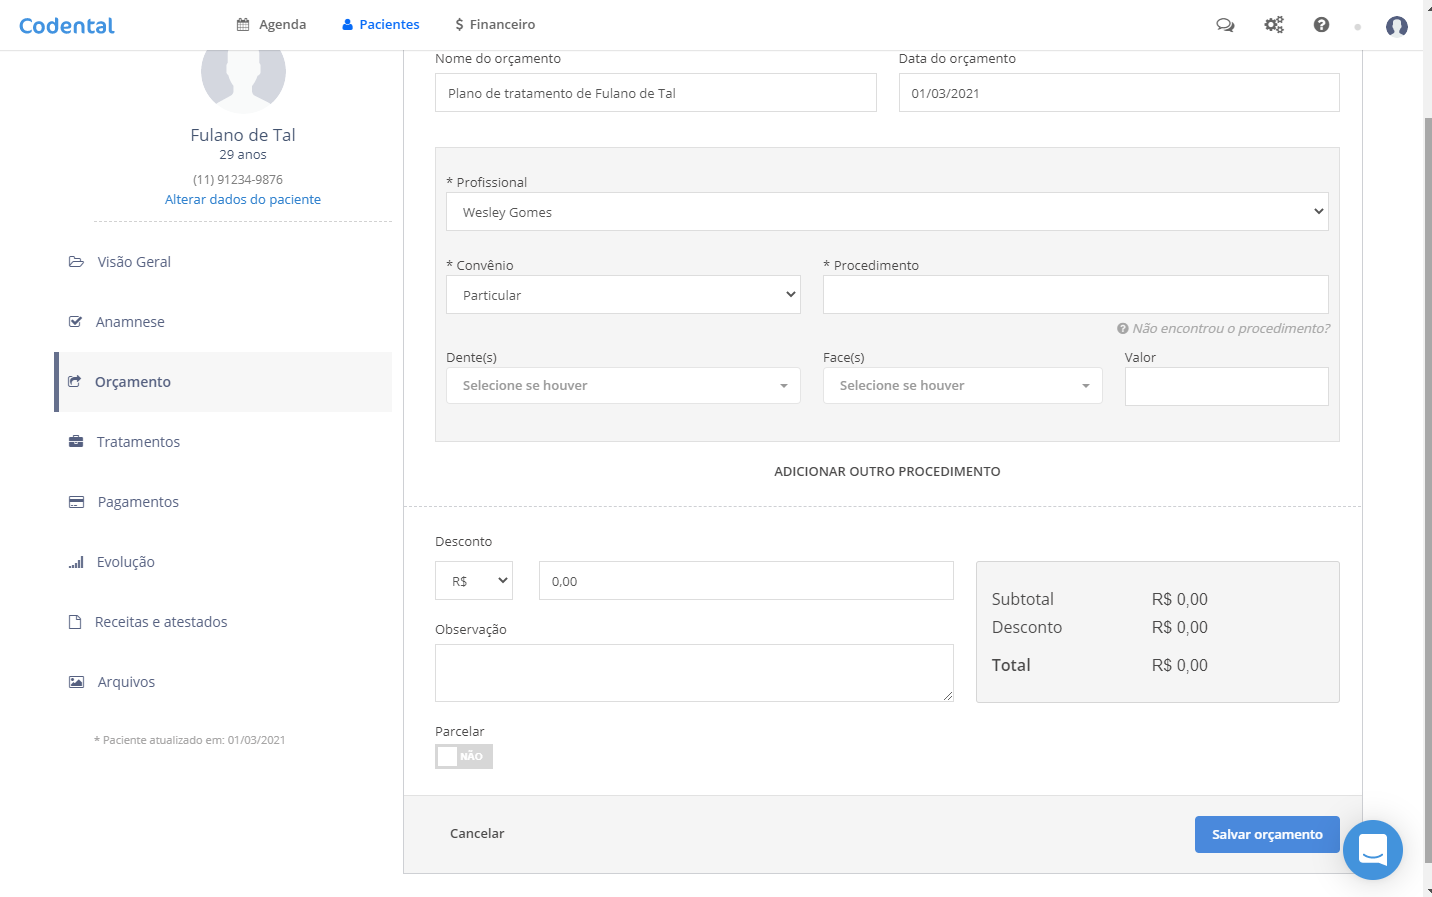 Codental
Agenda
Pacientes
$ Financeiro
Fulano de Tal
29 anos
(11) 91234-9876
Alterar dados do paciente
Visão Geral
Anamnese
Orçamento
Tratamentos
Pagamentos
Evolução
Receitas e atestados
Arquivos
* Paciente atualizado em: 01/03/2021
Nome do orçamento
Plano de tratamento de Fulano de Tal
Data do orçamento
01/03/2021
* Profissional
Wesley Gomes
* Convênio
Particular
* Procedimento
Não encontrou o procedimento?
Dente(s)
Selecione se houver
Face(s)
Selecione se houver
Valor
ADICIONAR OUTRO PROCEDIMENTO
Desconto
R$
0,00
Observação
Subtotal R$ 0,00
Desconto R$ 0,00
Total R$ 0,00
Parcelar
NÃO
Cancelar
Salvar orçamento